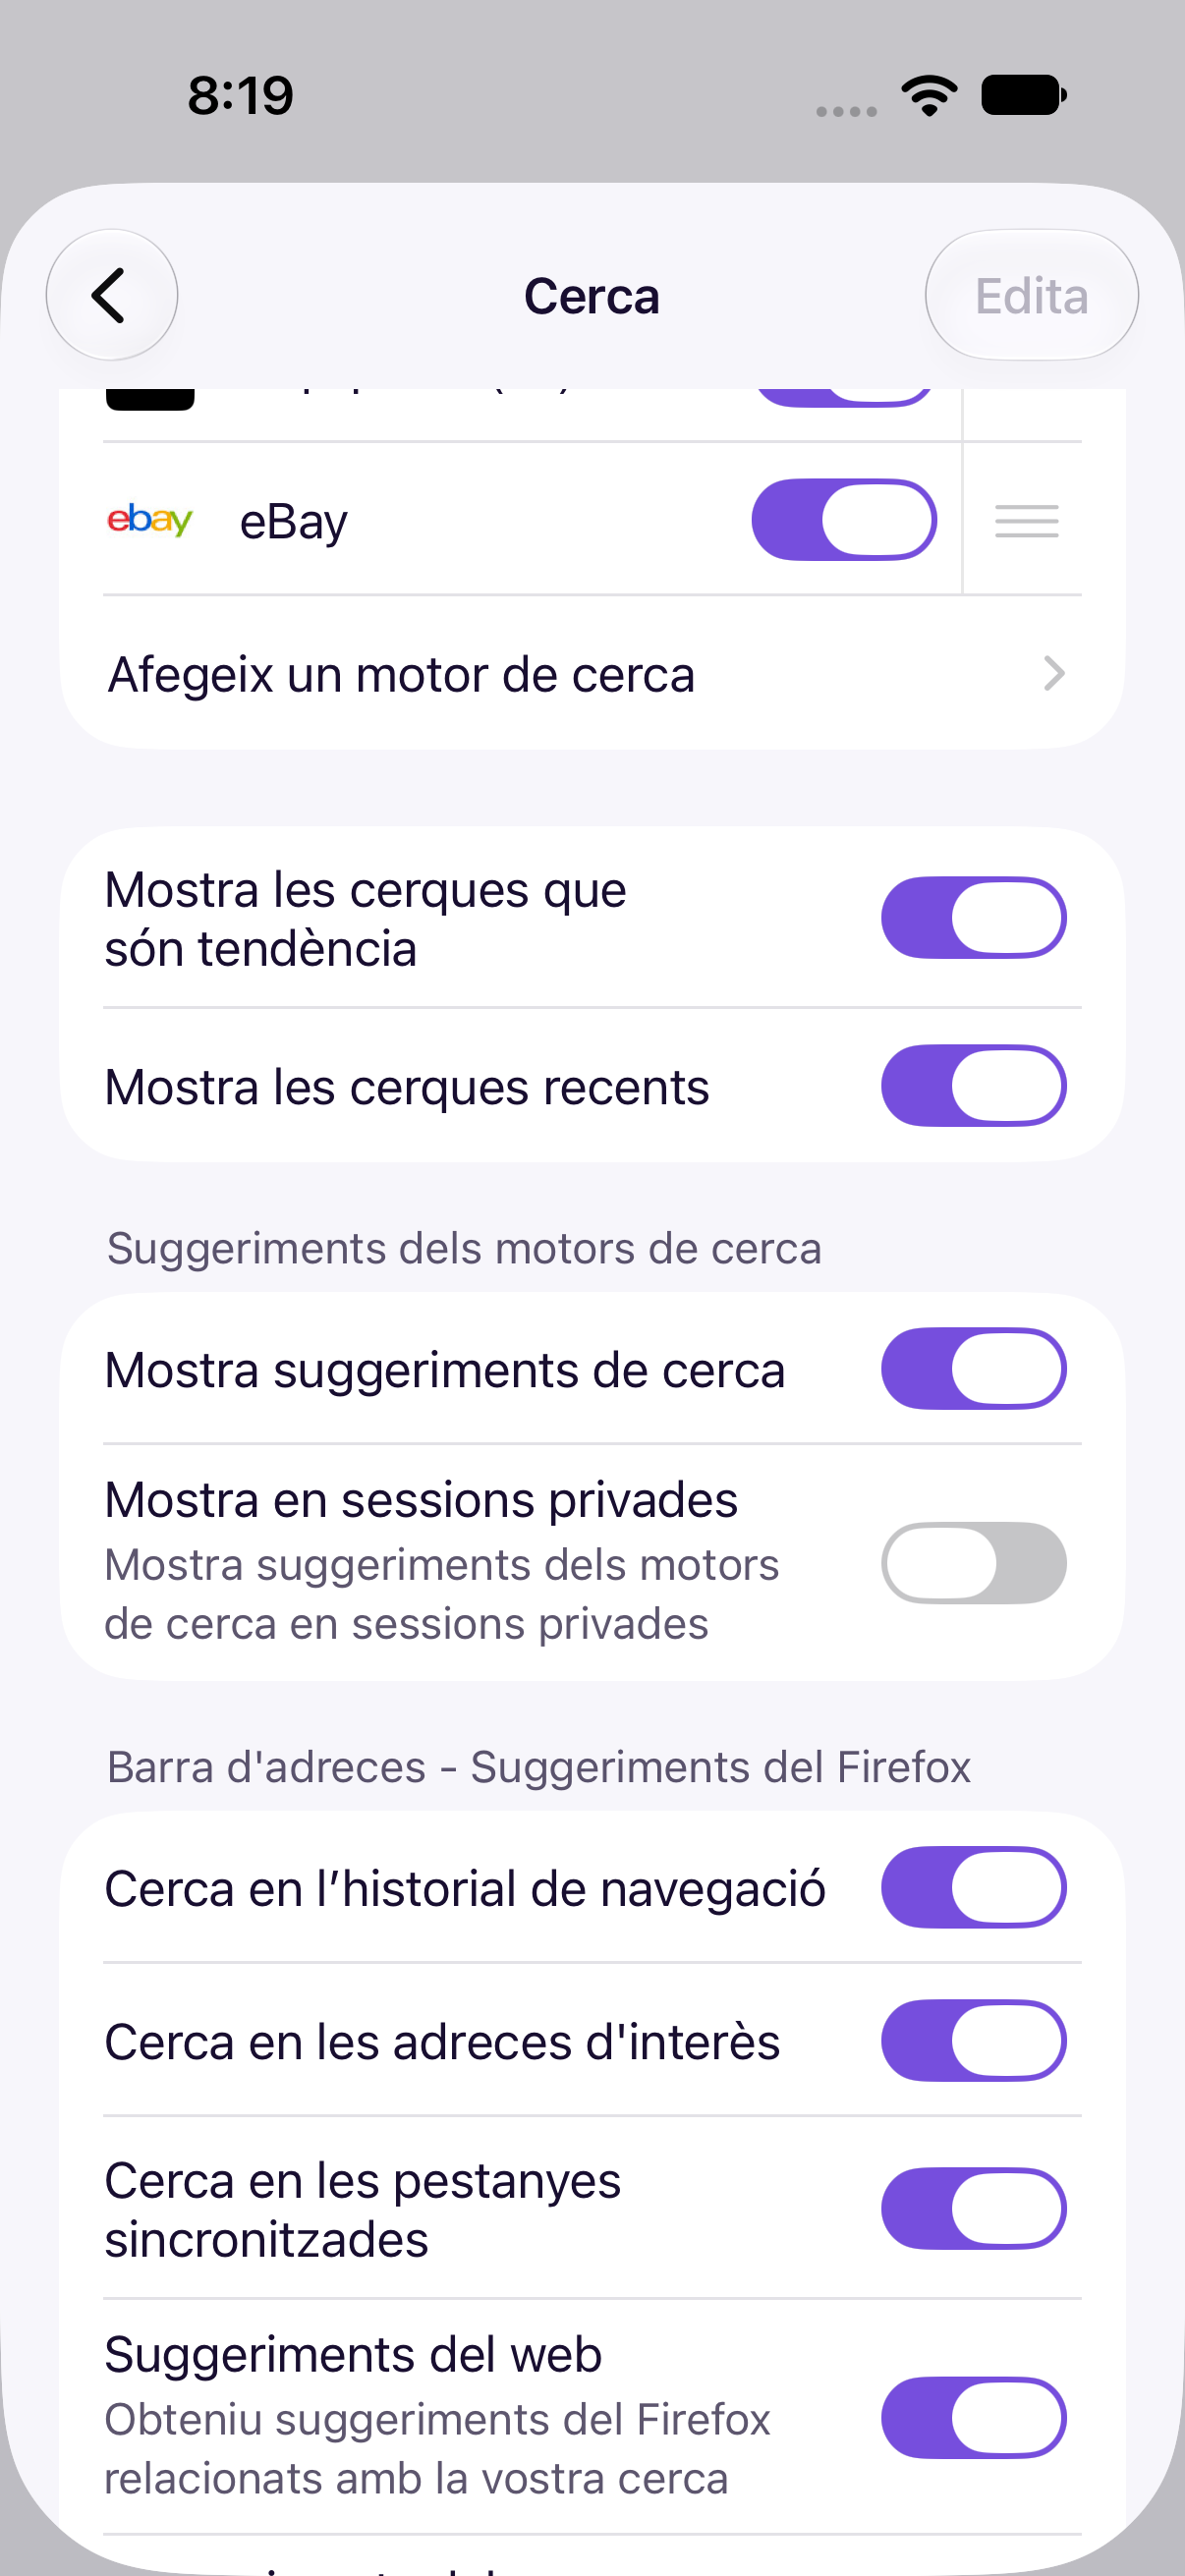 8:19
Cerca
Edita
ebay
eBay
Afegeix un motor de cerca
Mostra les cerques que
són tendència
Mostra les cerques recents
Suggeriments dels motors de cerca
Mostra suggeriments de cerca
Mostra en sessions privades
Mostra suggeriments dels motors
de cerca en sessions privades
Barra d'adreces - Suggeriments del Firefox
Cerca en l’historial de navegació
Cerca en les adreces d'interès
Cerca en les pestanyes
sincronitzades
Suggeriments del web
Obteniu suggeriments del Firefox
relacionats amb la vostra cerca